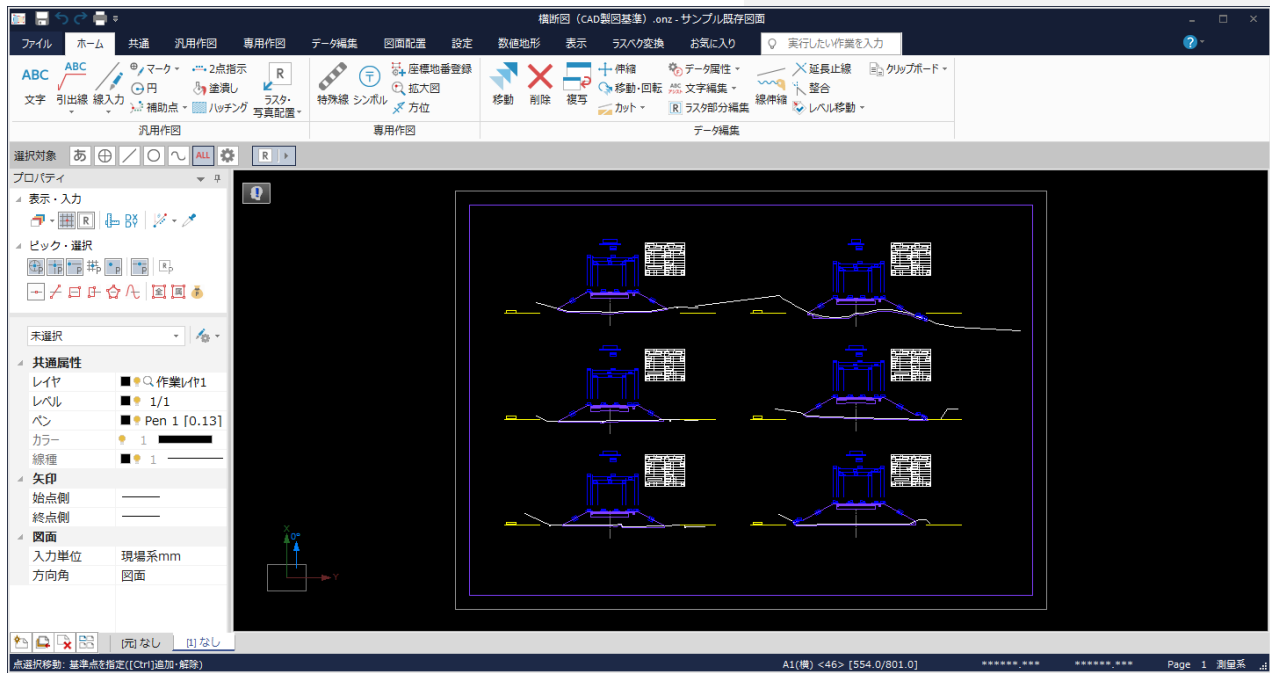 横断図（CAD製図基準）.onz - サンプル既存図面
ファイル ホーム 共通 汎用作図 専用作図 データ編集 図面配置 設定 数値地形 表示 ラスベク変換 お気に入り 実行したい作業を入力
ABC 文字
ABC 引出線
線入力
マーク
円
補助点
2点指示
塗潰し
ハッチング
R ラスタ・写真配置
特殊線
シンボル
座標地番登録
拡大図
方位
移動
削除
複写
伸縮
移動・回転
カット
データ属性
文字編集
R ラスタ部分編集
線伸縮
延長止線
整合
レベル移動
クリップボード
汎用作図 専用作図 データ編集
選択対象 あ ALL R
プロパティ
表示・入力
R
ピック・選択
未選択
共通属性
レイヤ 作業レイヤ1
レベル 1/1
ペン Pen 1 [0.13]
カラー 1
線種 1
矢印
始点側
終点側
図面
入力単位 現場系mm
方向角 図面
X
0°
Y
[元] なし [1] なし
点選択移動: 基準点を指定([Ctrl]追加・解除)
A1(横) <46> [554.0/801.0] ******.*** ******.*** Page 1 測量系